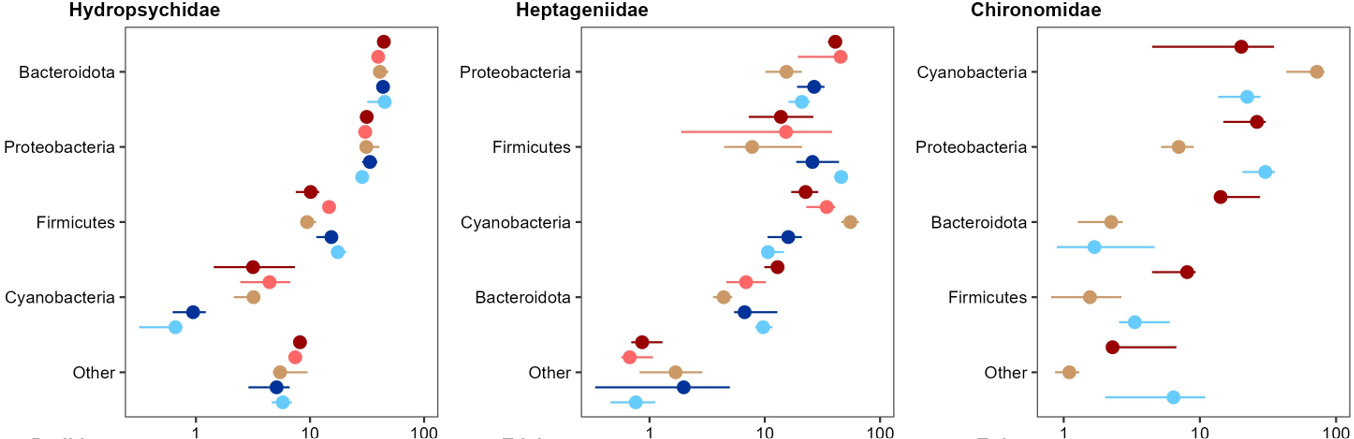 Hydropsychidae
Bacteroidota
Proteobacteria
Firmicutes
Cyanobacteria
Other
1 10 100
Heptageniidae
Proteobacteria
Firmicutes
Cyanobacteria
Bacteroidota
Other
1 10 100
Chironomidae
Cyanobacteria
Proteobacteria
Bacteroidota
Firmicutes
Other
1 10 100